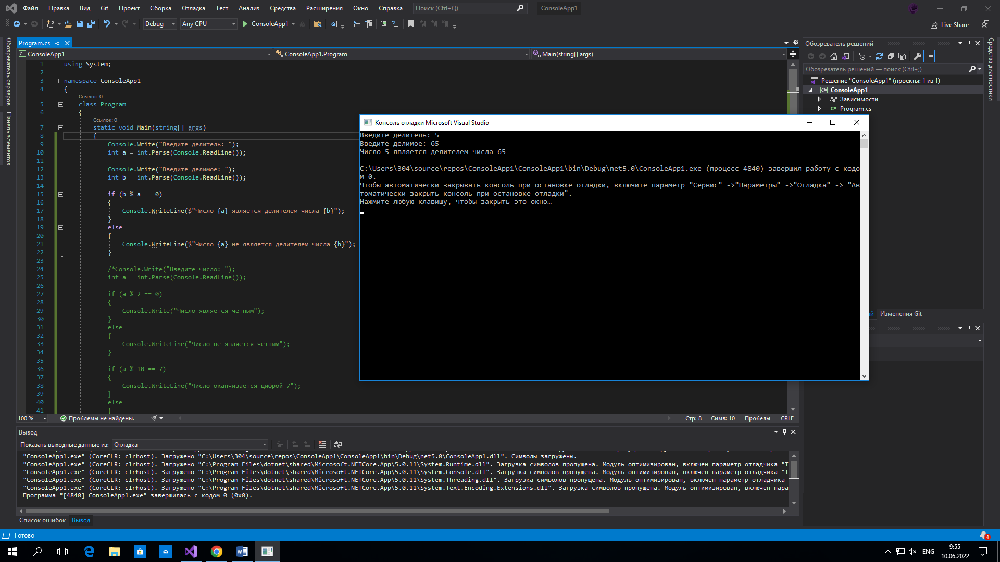 Файл Правка Вид Git Проект Сборка Отладка Тест Анализ Средства Расширения Окно Справка Поиск (Ctrl+Q) ConsoleApp1
Debug Any CPU ConsoleApp1 Live Share
Обозреватель серверов
Панель элементов
Program.cs
ConsoleApp1 ConsoleApp1.Program Main(string[] args)
1 using System;
2
3 namespace ConsoleApp1
4 {
Ссылок: 0
5 class Program
6 {
Ссылок: 0
7 static void Main(string[] args)
8 {
9 Console.Write("Введите делитель: ");
10 int a = int.Parse(Console.ReadLine());
11
12 Console.Write("Введите делимое: ");
13 int b = int.Parse(Console.ReadLine());
14
15 if (b % a == 0)
16 {
17 Console.WriteLine($"Число {a} является делителем числа {b}");
18 }
19 else
20 {
21 Console.WriteLine($"Число {a} не является делителем числа {b}");
22 }
23
24 /*Console.Write("Введите число: ");
25 int a = int.Parse(Console.ReadLine());
26
27 if (a % 2 == 0)
28 {
29 Console.Write("Число является чётным");
30 }
31 else
32 {
33 Console.WriteLine("Число не является чётным");
34 }
35
36 if (a % 10 == 7)
37 {
38 Console.WriteLine("Число оканчивается цифрой 7");
39 }
40 else
41 {
100 % Проблемы не найдены. Стр: 8 Симв: 10 Пробелы CRLF
Консоль отладки Microsoft Visual Studio
Введите делитель: 5
Введите делимое: 65
Число 5 является делителем числа 65
C:\Users\304\source\repos\ConsoleApp1\ConsoleApp1\bin\Debug\net5.0\ConsoleApp1.exe (процесс 4840) завершил работу с кодо
м 0.
Чтобы автоматически закрывать консоль при остановке отладки, включите параметр "Сервис" ->"Параметры" ->"Отладка" -> "Ав
томатически закрыть консоль при остановке отладки".
Нажмите любую клавишу, чтобы закрыть это окно…
Обозреватель решений
Обозреватель решений — поиск (Ctrl+;)
Решение "ConsoleApp1" (проекты: 1 из 1)
ConsoleApp1
Зависимости
Program.cs
Изменения Git
Средства диагностики
Вывод
Показать выходные данные из: Отладка
"ConsoleApp1.exe" (CoreCLR: clrhost). Загружено "C:\Users\304\source\repos\ConsoleApp1\ConsoleApp1\bin\Debug\net5.0\ConsoleApp1.dll". Символы загружены.
"ConsoleApp1.exe" (CoreCLR: clrhost). Загружено "C:\Program Files\dotnet\shared\Microsoft.NETCore.App\5.0.11\System.Runtime.dll". Загрузка символов пропущена. Модуль оптимизирован, включен параметр отладчика
"ConsoleApp1.exe" (CoreCLR: clrhost). Загружено "C:\Program Files\dotnet\shared\Microsoft.NETCore.App\5.0.11\System.Console.dll". Загрузка символов пропущена. Модуль оптимизирован, включен параметр отладчика
"ConsoleApp1.exe" (CoreCLR: clrhost). Загружено "C:\Program Files\dotnet\shared\Microsoft.NETCore.App\5.0.11\System.Threading.dll". Загрузка символов пропущена. Модуль оптимизирован, включен параметр отладчика
"ConsoleApp1.exe" (CoreCLR: clrhost). Загружено "C:\Program Files\dotnet\shared\Microsoft.NETCore.App\5.0.11\System.Text.Encoding.Extensions.dll". Загрузка символов пропущена. Модуль оптимизирован, включен
Программа "[4840] ConsoleApp1.exe" завершилась с кодом 0 (0x0).
Список ошибок Вывод
Готово 4
ENG 9:55
10.06.2022